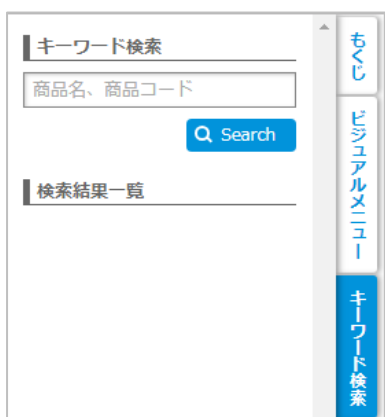 キーワード検索
商品名、商品コード
Search
検索結果一覧
もくじ
ビジュアルメニュー
キーワード検索